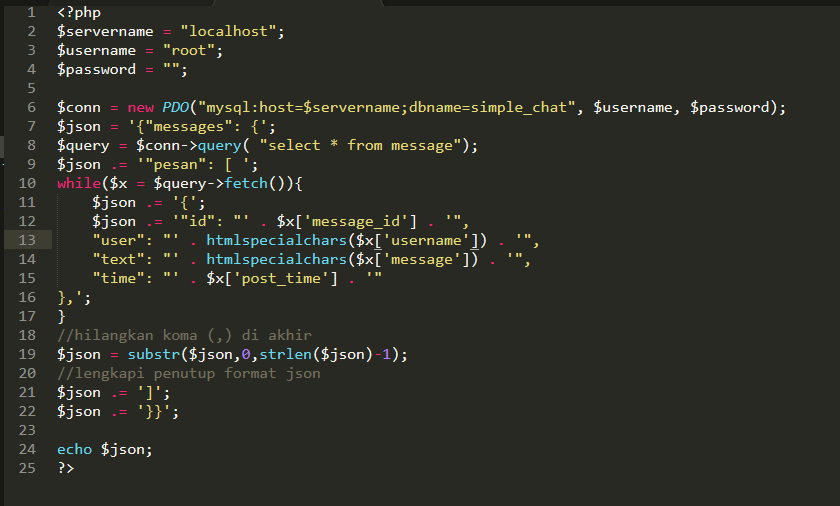 1 <?php
2 $servername = "localhost";
3 $username = "root";
4 $password = "";
5
6 $conn = new PDO("mysql:host=$servername;dbname=simple_chat", $username, $password);
7 $json = '{"messages": {';
8 $query = $conn->query( "select * from message");
9 $json .= '"pesan": [ ';
10 while($x = $query->fetch()){
11     $json .= '{';
12     $json .= '"id": "' . $x['message_id'] . '",
13     "user": "' . htmlspecialchars($x['username']) . '",
14     "text": "' . htmlspecialchars($x['message']) . '",
15     "time": "' . $x['post_time'] . '"
16 },';
17 }
18 //hilangkan koma (,) di akhir
19 $json = substr($json,0,strlen($json)-1);
20 //lengkapi penutup format json
21 $json .= ']';
22 $json .= '}}';
23
24 echo $json;
25 ?>